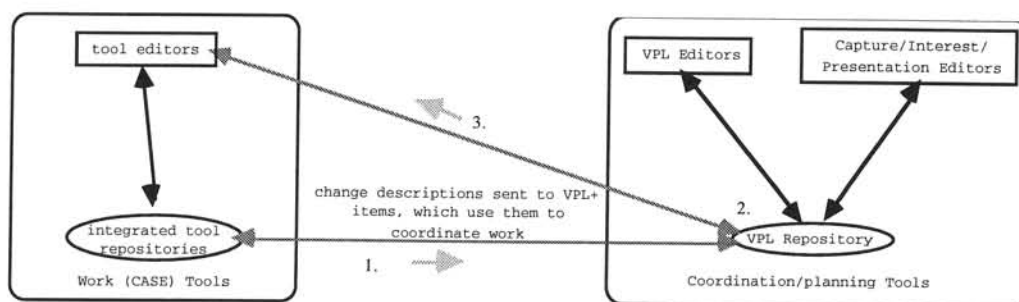 tool editors
integrated tool
repositories
Work (CASE) Tools
3.
change descriptions sent to VPL+
items, which use them to
coordinate work
1.
VPL Editors
Capture/Interest/
Presentation Editors
2.
VPL Repository
Coordination/planning Tools